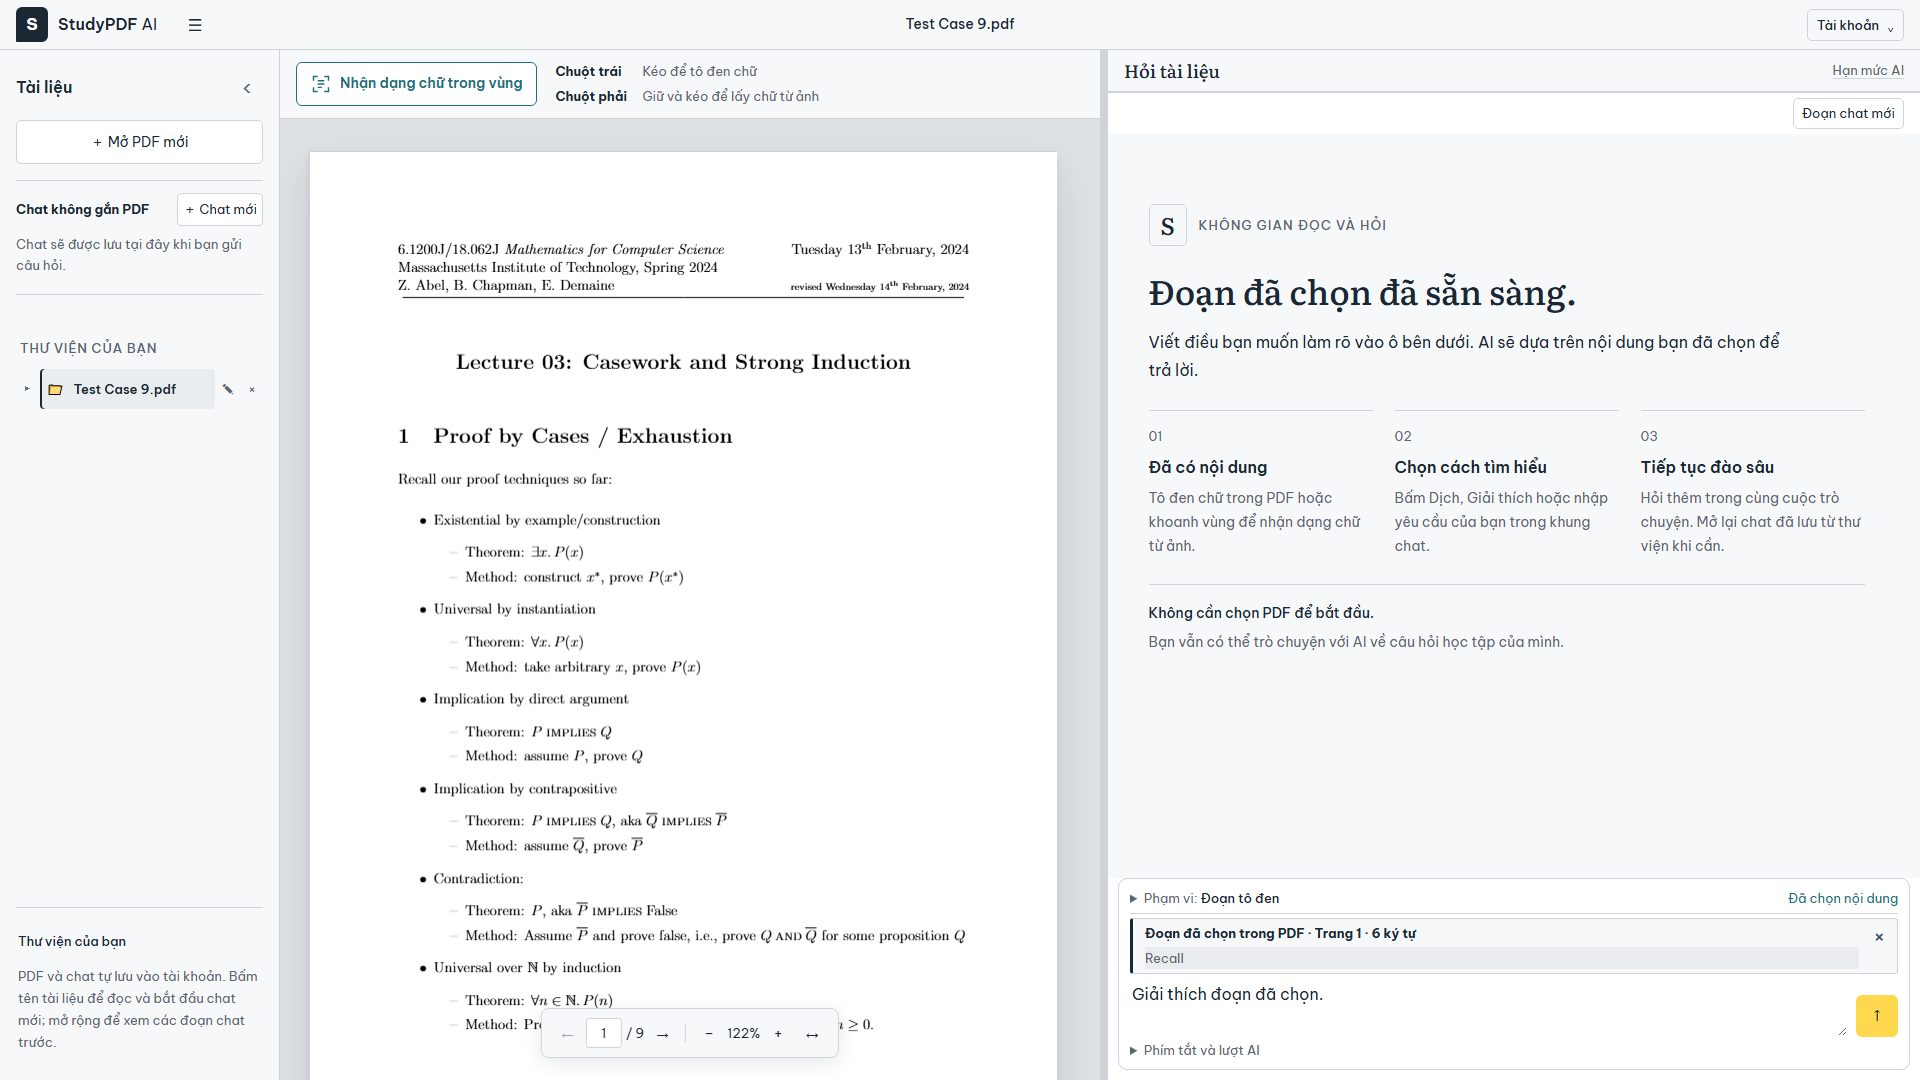 S StudyPDF AI ☰
Test Case 9.pdf
Tài khoản
Tài liệu
+ Mở PDF mới
Chat không gắn PDF
+ Chat mới
Chat sẽ được lưu tại đây khi bạn gửi
câu hỏi.
THƯ VIỆN CỦA BẠN
Test Case 9.pdf
Thư viện của bạn
PDF và chat tự lưu vào tài khoản. Bấm
tên tài liệu để đọc và bắt đầu chat
mới; mở rộng để xem các đoạn chat
trước.
Nhận dạng chữ trong vùng
Chuột trái Kéo để tô đen chữ
Chuột phải Giữ và kéo để lấy chữ từ ảnh
6.1200J/18.062J Mathematics for Computer Science Tuesday 13th February, 2024
Massachusetts Institute of Technology, Spring 2024
Z. Abel, B. Chapman, E. Demaine revised Wednesday 14th February, 2024
Lecture 03: Casework and Strong Induction
1 Proof by Cases / Exhaustion
Recall our proof techniques so far:
• Existential by example/construction
– Theorem: ∃x. P(x)
– Method: construct x*, prove P(x*)
• Universal by instantiation
– Theorem: ∀x. P(x)
– Method: take arbitrary x, prove P(x)
• Implication by direct argument
– Theorem: P IMPLIES Q
– Method: assume P, prove Q
• Implication by contrapositive
– Theorem: P IMPLIES Q, aka Q̅ IMPLIES P̅
– Method: assume Q̅, prove P̅
• Contradiction:
– Theorem: P, aka P̅ IMPLIES False
– Method: Assume P̅ and prove false, i.e., prove Q AND Q̅ for some proposition Q
• Universal over ℕ by induction
– Theorem: ∀n ∈ ℕ. P(n)
– Method: Pr n ≥ 0.
← 1 / 9 → − 122% + ↔
Hỏi tài liệu
Hạn mức AI
Đoạn chat mới
S KHÔNG GIAN ĐỌC VÀ HỎI
Đoạn đã chọn đã sẵn sàng.
Viết điều bạn muốn làm rõ vào ô bên dưới. AI sẽ dựa trên nội dung bạn đã chọn để
trả lời.
01
Đã có nội dung
Tô đen chữ trong PDF hoặc
khoanh vùng để nhận dạng chữ
từ ảnh.
02
Chọn cách tìm hiểu
Bấm Dịch, Giải thích hoặc nhập
yêu cầu của bạn trong khung
chat.
03
Tiếp tục đào sâu
Hỏi thêm trong cùng cuộc trò
chuyện. Mở lại chat đã lưu từ thư
viện khi cần.
Không cần chọn PDF để bắt đầu.
Bạn vẫn có thể trò chuyện với AI về câu hỏi học tập của mình.
Phạm vi: Đoạn tô đen
Đã chọn nội dung
Đoạn đã chọn trong PDF · Trang 1 · 6 ký tự
Recall
Giải thích đoạn đã chọn.
Phím tắt và lượt AI